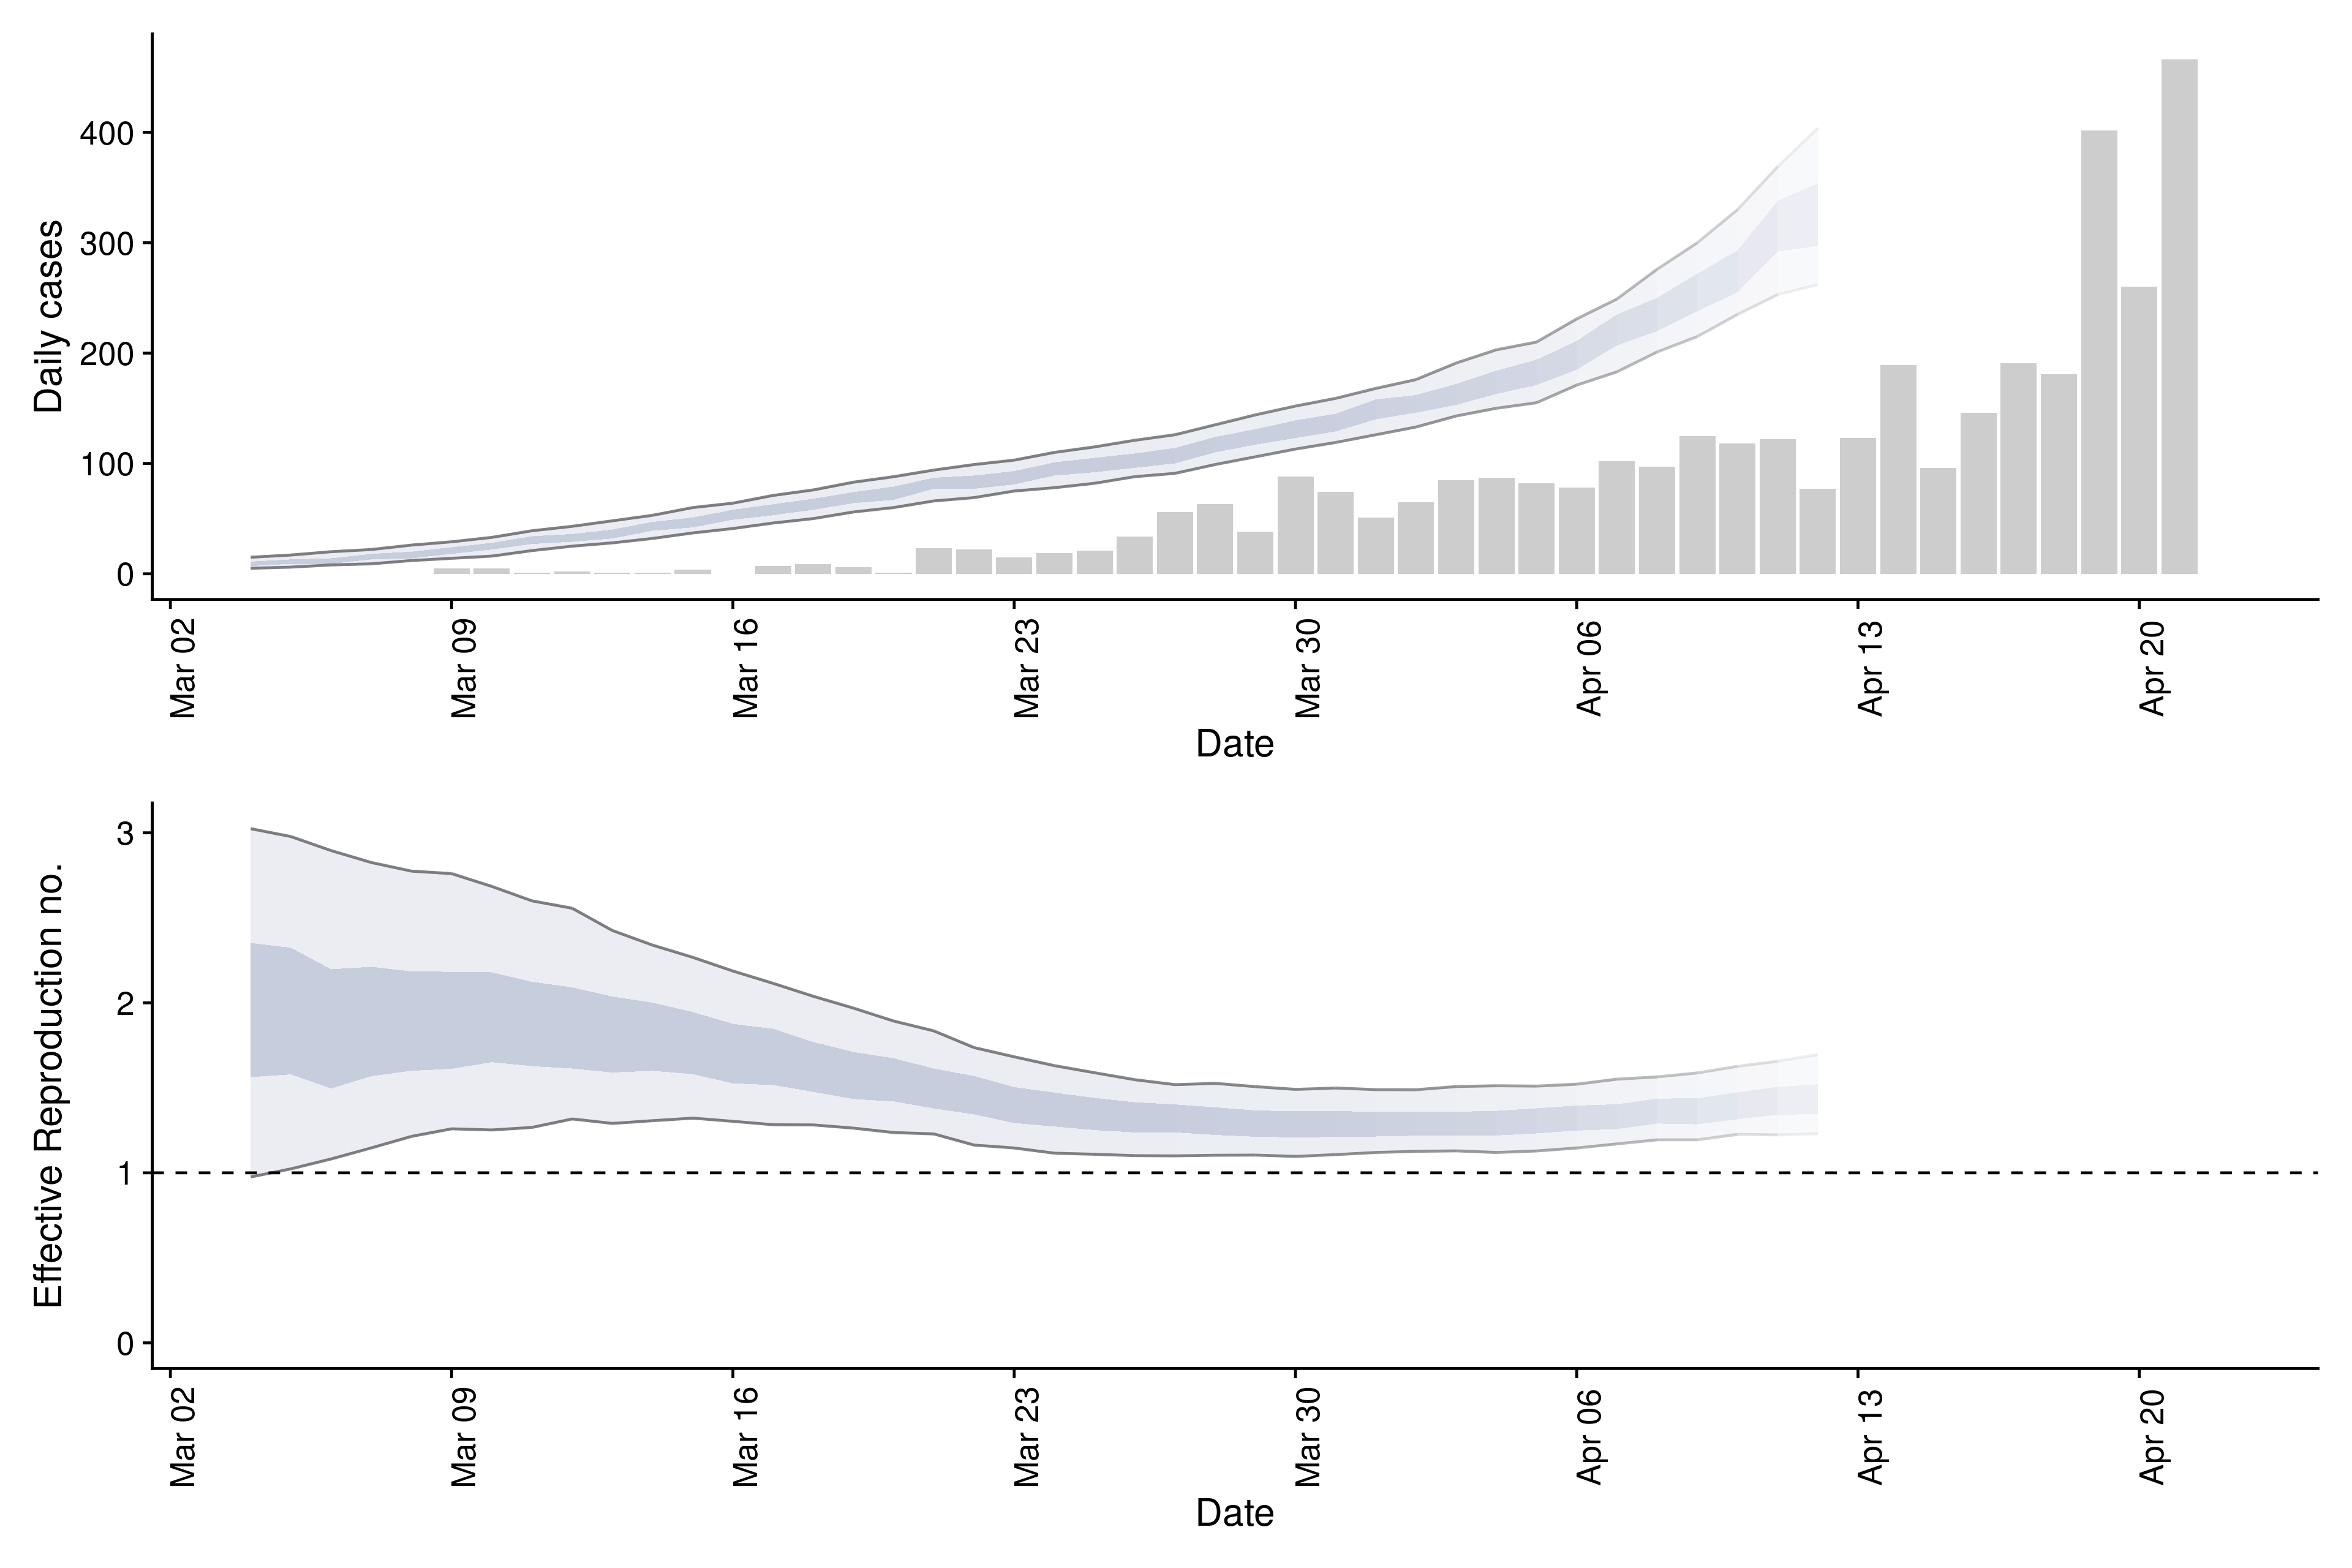 Daily cases
400
300
200
100
0
Mar 02
Mar 09
Mar 16
Mar 23
Mar 30
Apr 06
Apr 13
Apr 20
Date
Effective Reproduction no.
3
2
1
0
Mar 02
Mar 09
Mar 16
Mar 23
Mar 30
Apr 06
Apr 13
Apr 20
Date